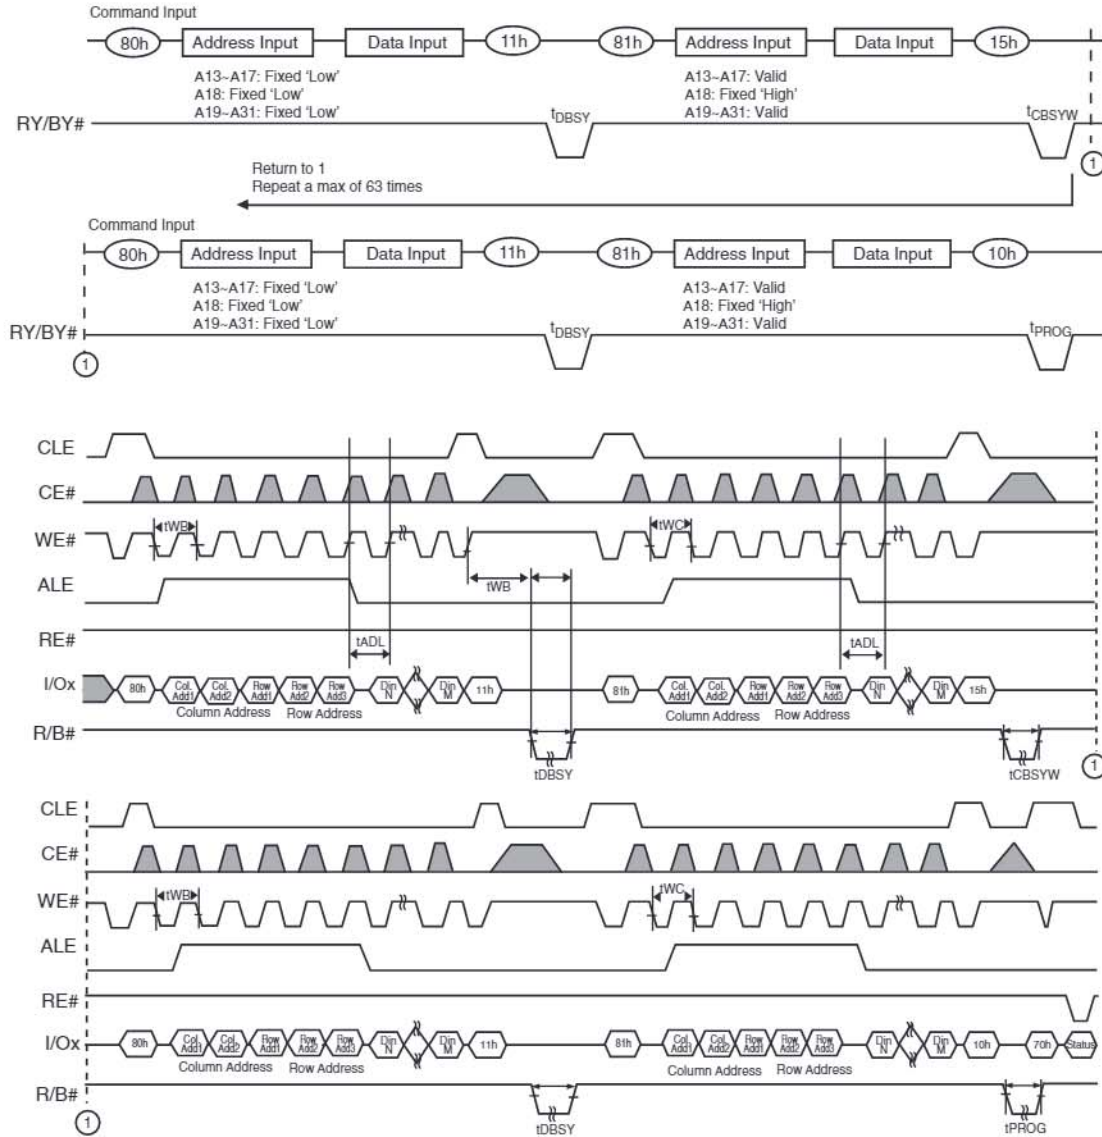 Command Input
80h Address Input Data Input 11h 81h Address Input Data Input 15h
A13~A17: Fixed 'Low' A13~A17: Valid
A18: Fixed 'Low' A18: Fixed 'High'
A19~A31: Fixed 'Low' A19~A31: Valid
RY/BY# tDBSY tCBSYW
1
Return to 1
Repeat a max of 63 times
Command Input
80h Address Input Data Input 11h 81h Address Input Data Input 10h
A13~A17: Fixed 'Low' A13~A17: Valid
A18: Fixed 'Low' A18: Fixed 'High'
A19~A31: Fixed 'Low' A19~A31: Valid
RY/BY# tDBSY tPROG
1
CLE
CE#
WE# tWB tWC
ALE tWB
RE#
tADL tADL
I/Ox 80h Col. Add1 Col. Add2 Row Add1 Row Add2 Row Add3 Din N Din M 11h 81h Col. Add1 Col. Add2 Row Add1 Row Add2 Row Add3 Din N Din M 15h
Column Address Row Address Column Address Row Address
R/B#
tDBSY tCBSYW 1
CLE
CE#
WE# tWB tWC
ALE
RE#
I/Ox 80h Col. Add1 Col. Add2 Row Add1 Row Add2 Row Add3 Din N Din M 11h 81h Col. Add1 Col. Add2 Row Add1 Row Add2 Row Add3 Din N Din M 10h 70h Status
Column Address Row Address Column Address Row Address
R/B#
1 tDBSY tPROG